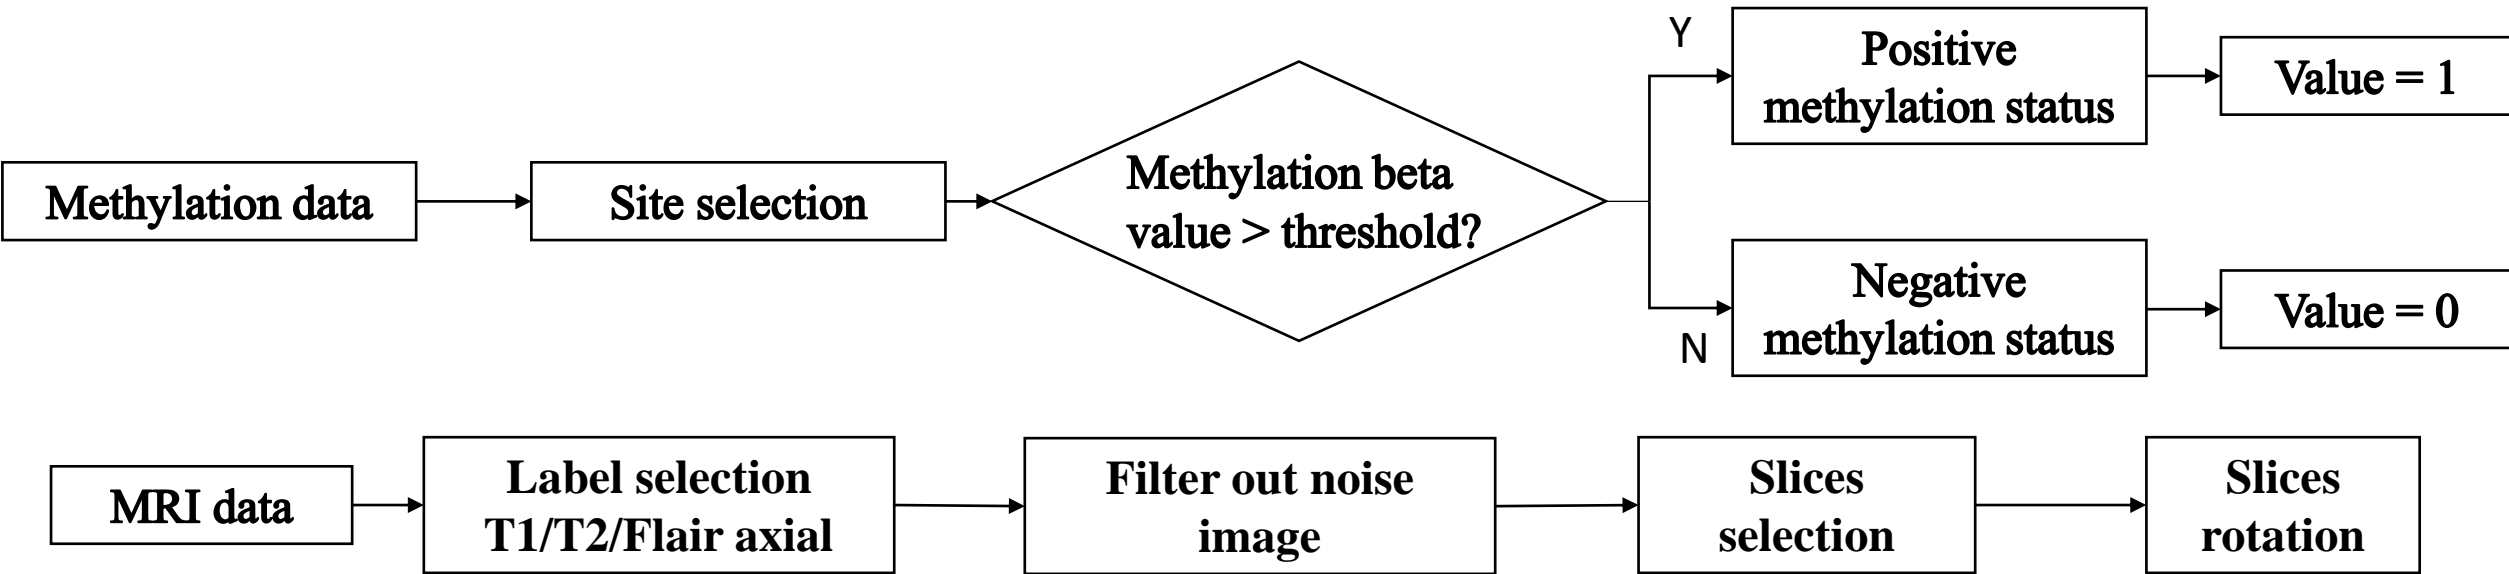 Methylation data
Site selection
Methylation beta
value > threshold?
Y
Positive
methylation status
Value = 1
N
Negative
methylation status
Value = 0
MRI data
Label selection
T1/T2/Flair axial
Filter out noise
image
Slices
selection
Slices
rotation